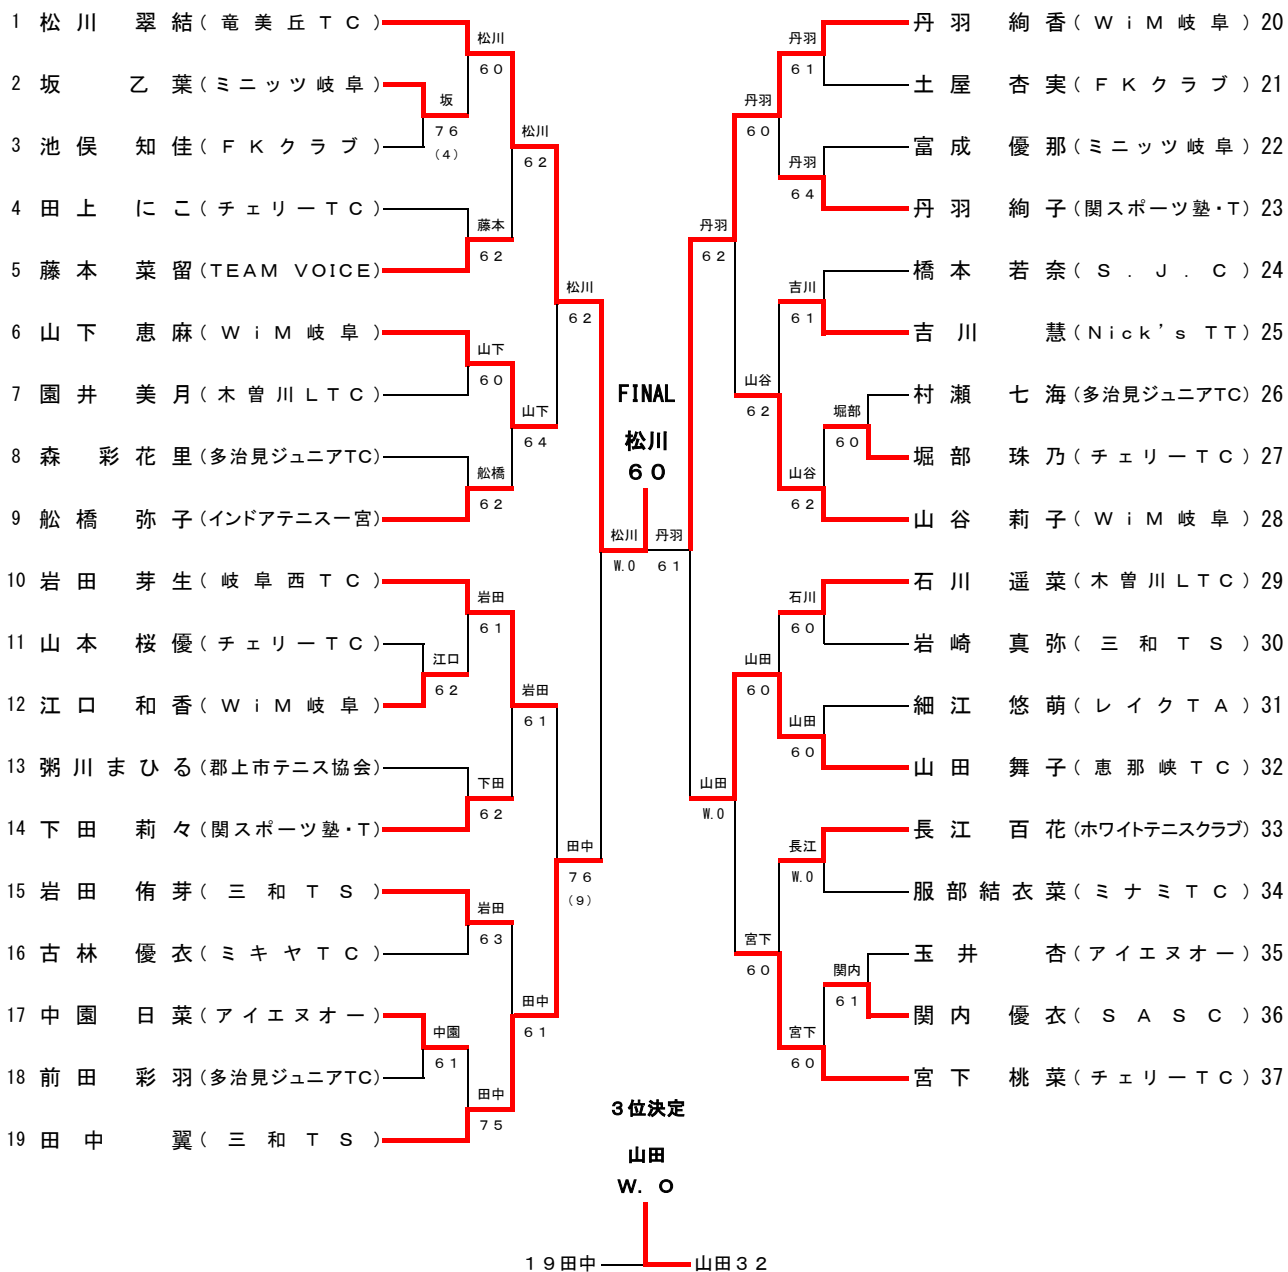 1 松川 翠結(竜美丘TC)
2 坂 乙葉(ミニッツ岐阜)
3 池俣 知佳(FKクラブ)
4 田上 にこ(チェリーTC)
5 藤本 菜留(TEAM VOICE)
6 山下 恵麻(WiM岐阜)
7 園井 美月(木曽川LTC)
8 森 彩花里(多治見ジュニアTC)
9 舩橋 弥子(インドアテニス一宮)
10 岩田 芽生(岐阜西TC)
11 山本 桜優(チェリーTC)
12 江口 和香(WiM岐阜)
13 粥川まひる(郡上市テニス協会)
14 下田 莉々(関スポーツ塾・T)
15 岩田 侑芽(三和TS)
16 古林 優衣(ミキヤTC)
17 中園 日菜(アイエヌオー)
18 前田 彩羽(多治見ジュニアTC)
19 田中 翼(三和TS)
坂
76
(4)
江口
62
中園
61
松川
60
藤本
62
山下
60
舩橋
62
岩田
61
下田
62
岩田
63
田中
75
松川
62
山下
64
岩田
61
田中
61
松川
62
田中
76
(9)
松川
W.0
FINAL
松川
60
丹羽
61
丹羽
62
山田
W.0
丹羽
60
山谷
62
山田
60
宮下
60
丹羽
61
丹羽
64
吉川
61
山谷
62
石川
60
山田
60
長江
W.0
宮下
60
堀部
60
関内
61
丹羽 絢香(WiM岐阜) 20
土屋 杏実(FKクラブ) 21
富成 優那(ミニッツ岐阜) 22
丹羽 絢子(関スポーツ塾・T) 23
橋本 若奈(S.J.C) 24
吉川 慧(Nick's TT) 25
村瀬 七海(多治見ジュニアTC) 26
堀部 珠乃(チェリーTC) 27
山谷 莉子(WiM岐阜) 28
石川 遥菜(木曽川LTC) 29
岩崎 真弥(三和TS) 30
細江 悠萌(レイクTA) 31
山田 舞子(恵那峡TC) 32
長江 百花(ホワイトテニスクラブ) 33
服部結衣菜(ミナミTC) 34
玉井 杏(アイエヌオー) 35
関内 優衣(SASC) 36
宮下 桃菜(チェリーTC) 37
3位決定
山田
W.O
19田中 山田32